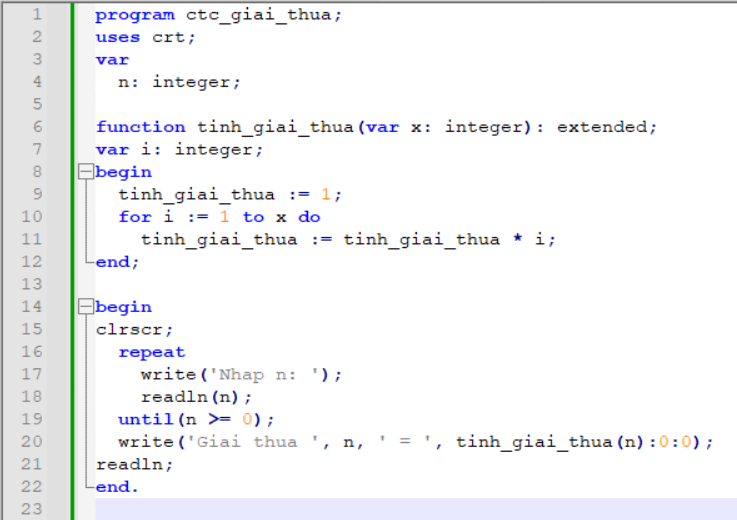 1 program ctc_giai_thua;
2 uses crt;
3 var
4   n: integer;
5
6 function tinh_giai_thua(var x: integer): extended;
7 var i: integer;
8 begin
9   tinh_giai_thua := 1;
10   for i := 1 to x do
11     tinh_giai_thua := tinh_giai_thua * i;
12 end;
13
14 begin
15 clrscr;
16   repeat
17     write('Nhap n: ');
18     readln(n);
19   until(n >= 0);
20   write('Giai thua ', n, ' = ', tinh_giai_thua(n):0:0);
21 readln;
22 end.
23